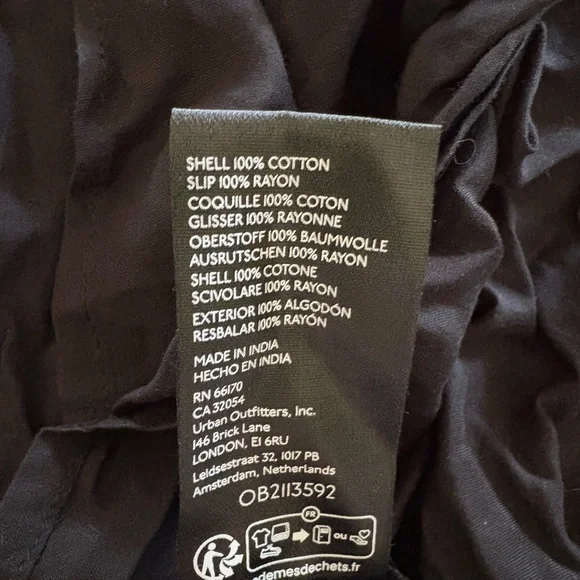 SHELL 100% COTTON
SLIP 100% RAYON
COQUILLE 100% COTON
GLISSER 100% RAYONNE
OBERSTOFF 100% BAUMWOLLE
AUSRUTSCHEN 100% RAYON
SHELL 100% COTONE
SCIVOLARE 100% RAYON
EXTERIOR 100% ALGODÓN
RESBALAR 100% RAYÓN
MADE IN INDIA
HECHO EN INDIA
RN 66170
CA 32054
Urban Outfitters, Inc.
146 Brick Lane
LONDON, E1 6RU
Leidsestraat 32, 1017 PB
Amsterdam, Netherlands
OB2113592
FR
ou